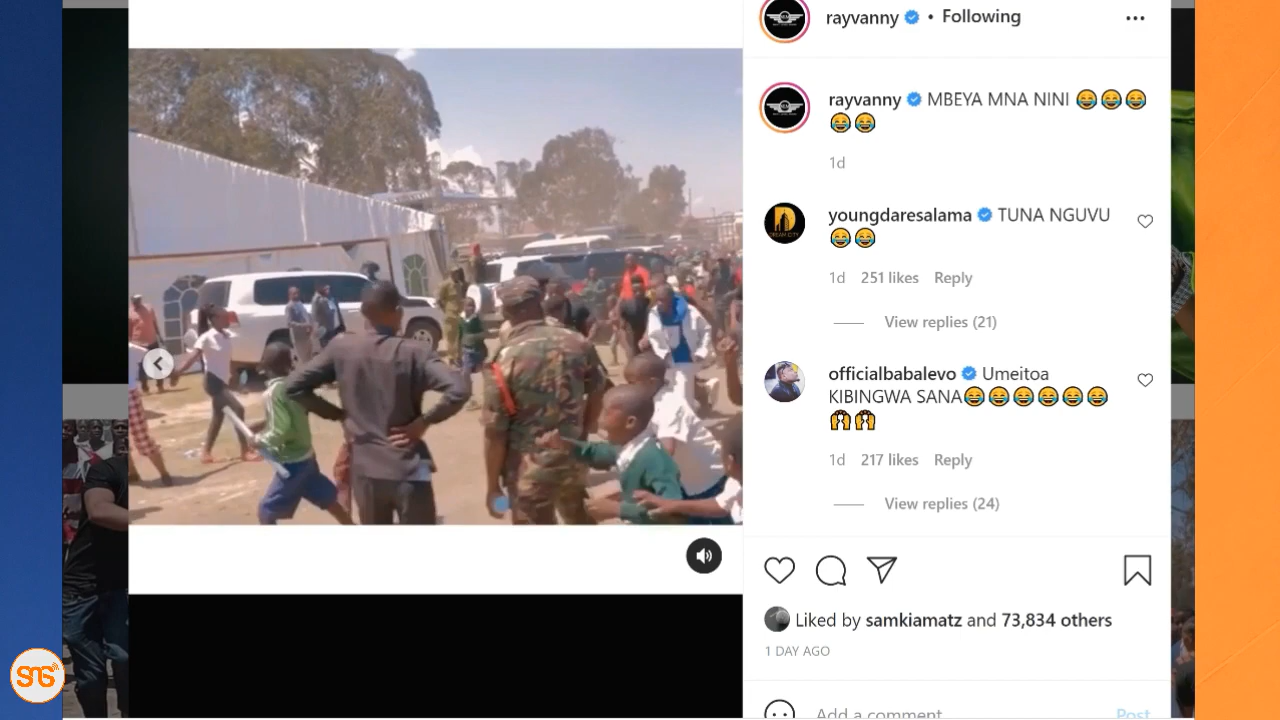 rayvanny • Following
rayvanny MBEYA MNA NINI 😂😂😂
😂😂
1d
youngdaresalama TUNA NGUVU
😂😂
1d 251 likes Reply
View replies (21)
officialbabalevo Umeitoa
KIBINGWA SANA😂😂😂😂😂😂
🙌🙌
1d 217 likes Reply
View replies (24)
Liked by samkiamatz and 73,834 others
1 DAY AGO
Add a comment... Post
SNS